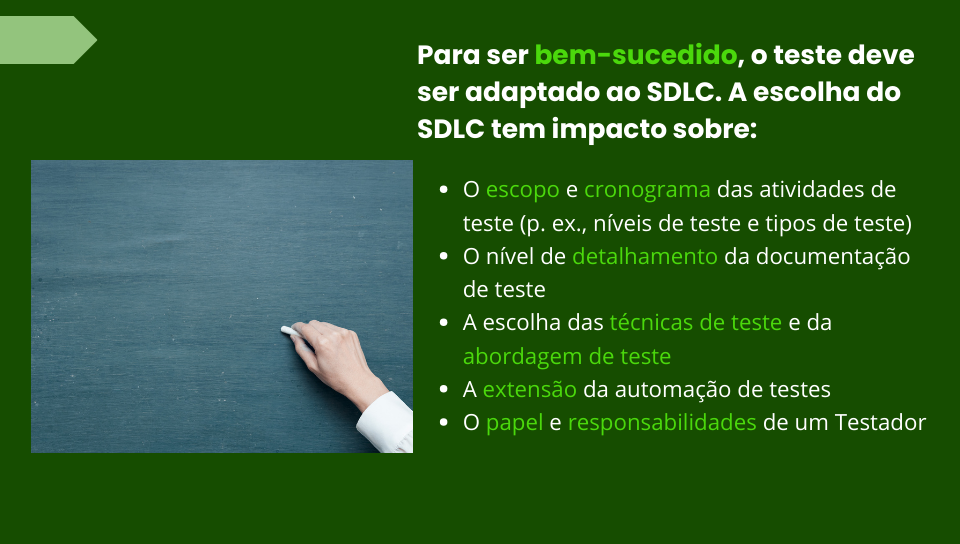 Para ser bem-sucedido, o teste deve
ser adaptado ao SDLC. A escolha do
SDLC tem impacto sobre:
• O escopo e cronograma das atividades de
teste (p. ex., níveis de teste e tipos de teste)
• O nível de detalhamento da documentação
de teste
• A escolha das técnicas de teste e da
abordagem de teste
• A extensão da automação de testes
• O papel e responsabilidades de um Testador